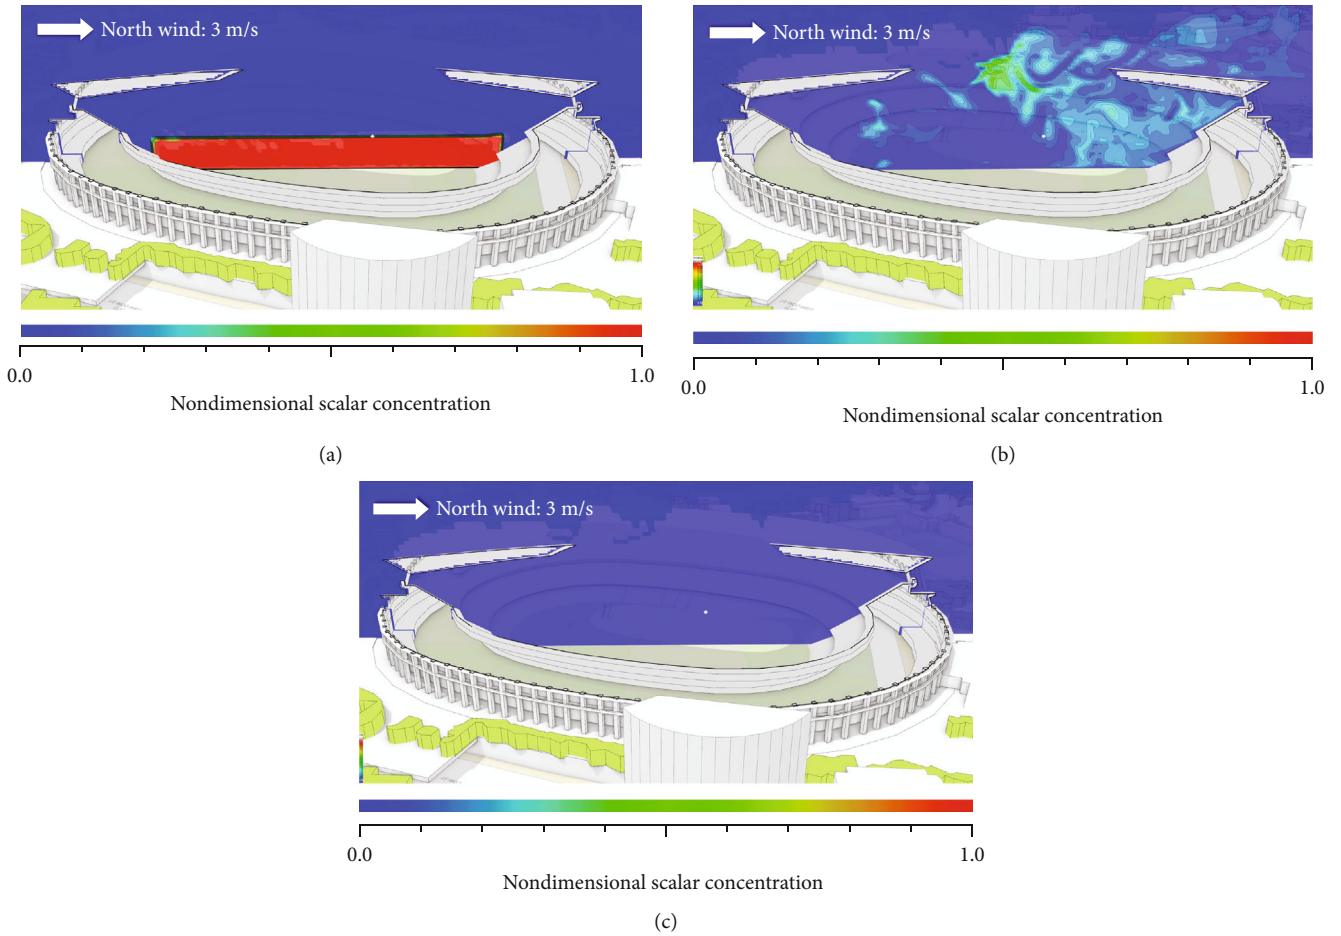 (a)
North wind: 3 m/s
0.0
1.0
Nondimensional scalar concentration
(b)
North wind: 3 m/s
0.0
1.0
Nondimensional scalar concentration
North wind: 3 m/s
0.0
1.0
Nondimensional scalar concentration
(c)